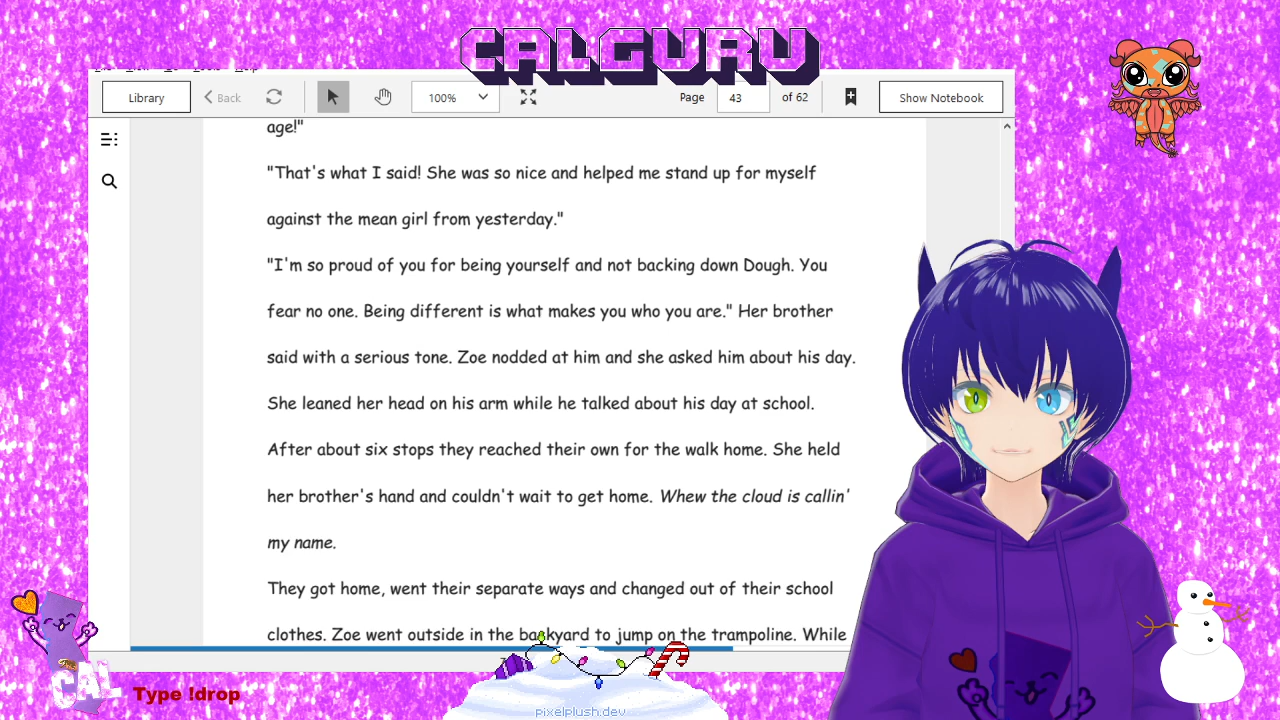 CALGURU
Library
Back
100%
Page 43 of 62
Show Notebook
age!"
"That's what I said! She was so nice and helped me stand up for myself
against the mean girl from yesterday."
"I'm so proud of you for being yourself and not backing down Dough. You
fear no one. Being different is what makes you who you are." Her brother
said with a serious tone. Zoe nodded at him and she asked him about his day.
She leaned her head on his arm while he talked about his day at school.
After about six stops they reached their own for the walk home. She held
her brother's hand and couldn't wait to get home. Whew the cloud is callin'
my name.
They got home, went their separate ways and changed out of their school
clothes. Zoe went outside in the backyard to jump on the trampoline. While
CAL
Type !drop
pixelplush.dev